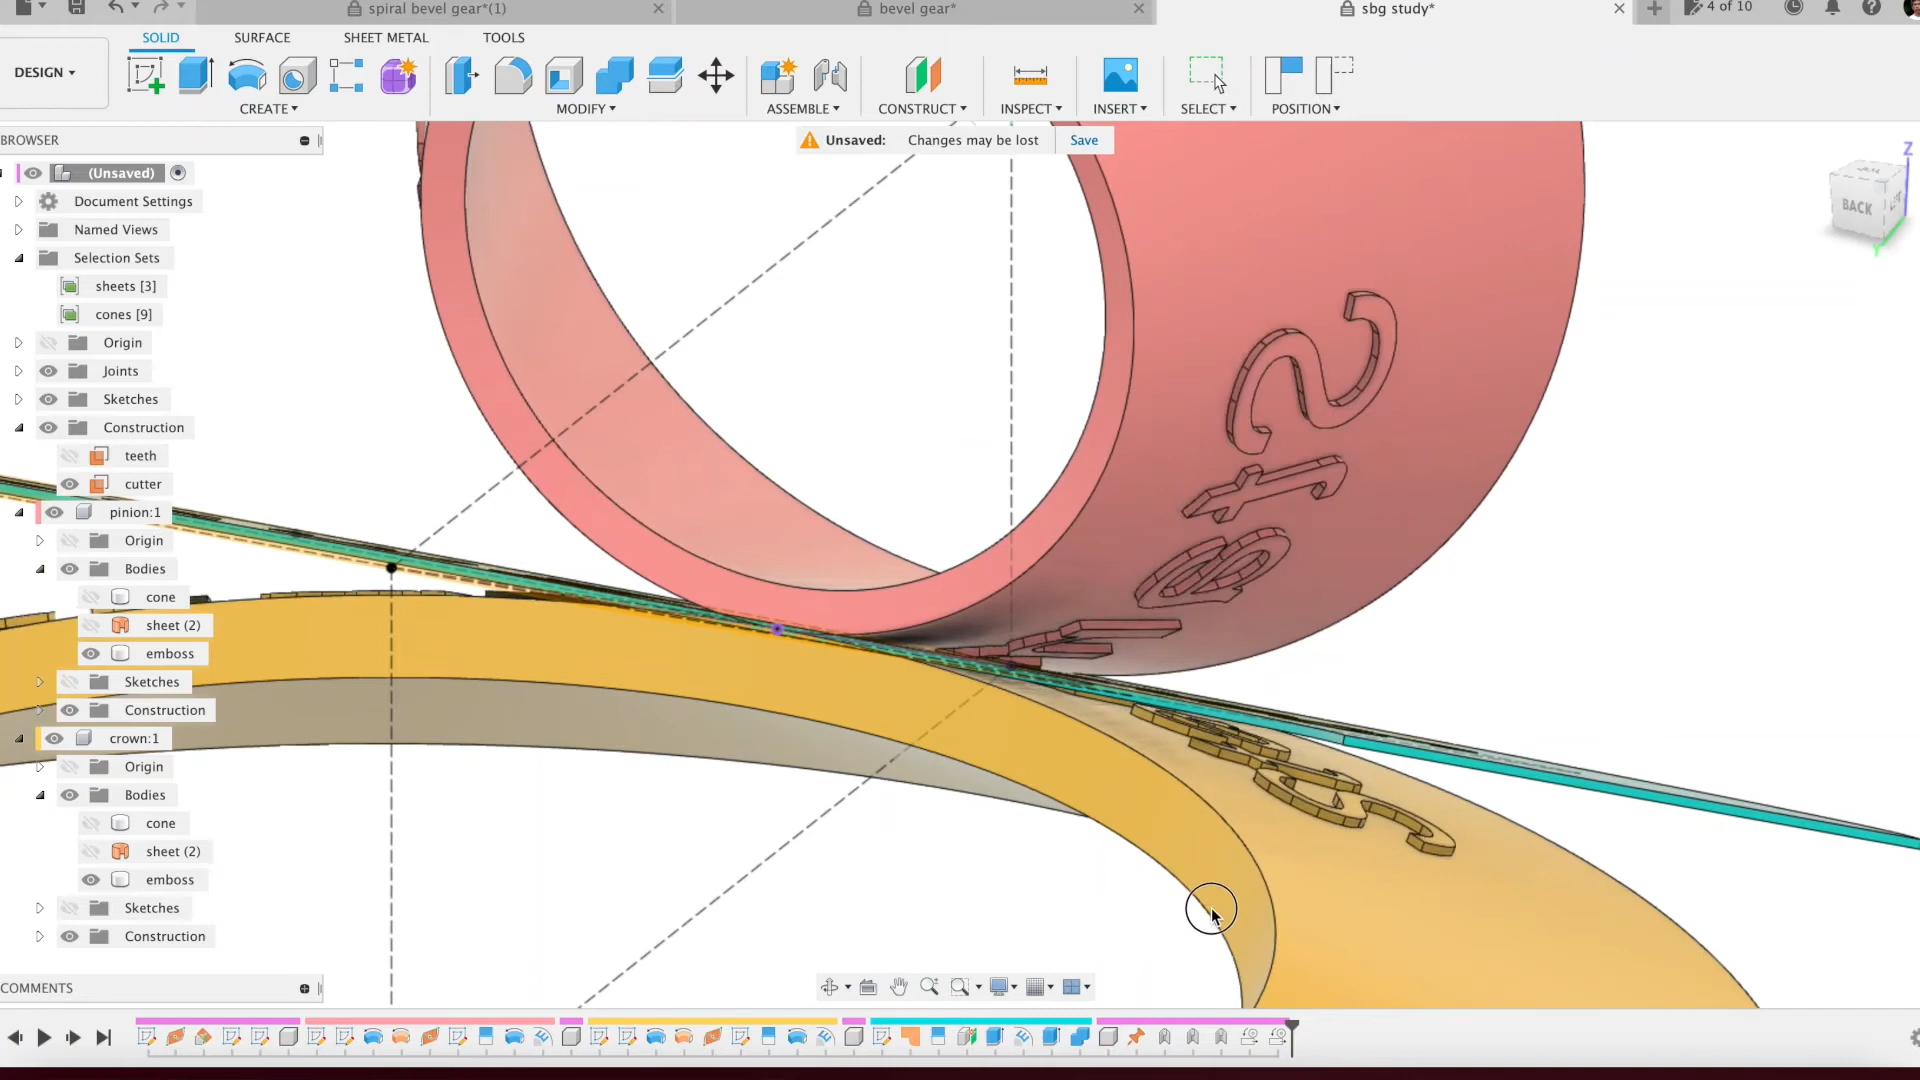 spiral bevel gear*(1)
bevel gear*
sbg study*
4 of 10
DESIGN
SOLID
SURFACE
SHEET METAL
TOOLS
CREATE
MODIFY
ASSEMBLE
CONSTRUCT
INSPECT
INSERT
SELECT
POSITION
BROWSER
Unsaved: Changes may be lost
Save
(Unsaved)
Document Settings
Named Views
Selection Sets
sheets [3]
cones [9]
Origin
Joints
Sketches
Construction
teeth
cutter
pinion:1
Origin
Bodies
cone
sheet (2)
emboss
Sketches
Construction
crown:1
Origin
Bodies
cone
sheet (2)
emboss
Sketches
Construction
COMMENTS
Z
BACK
Y